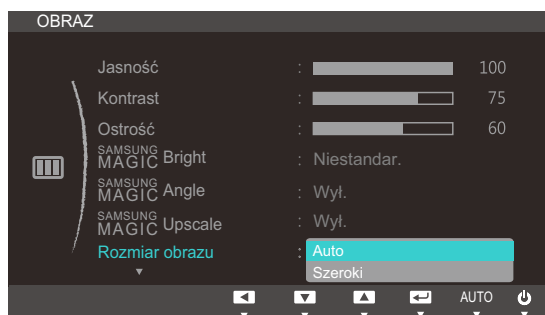 OBRAZ
Jasność : 100
Kontrast : 75
Ostrość : 60
SAMSUNG MAGIC Bright : Niestandar.
SAMSUNG MAGIC Angle : Wył.
SAMSUNG MAGIC Upscale : Wył.
Rozmiar obrazu : Auto
Szeroki
AUTO